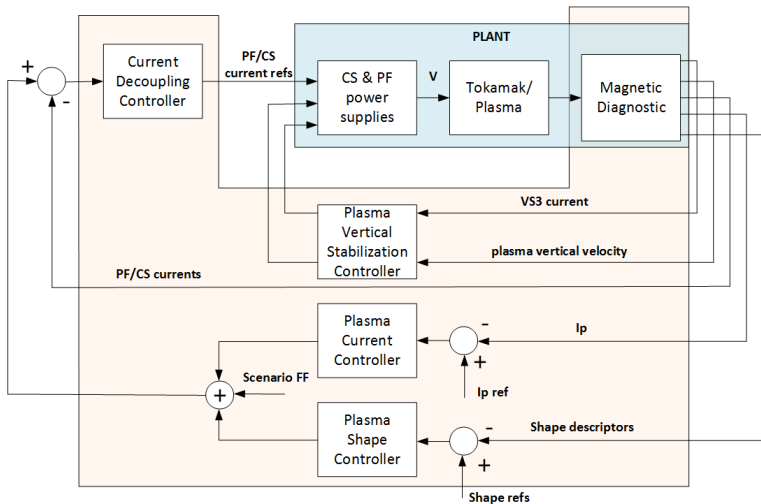 PLANT
+
-
Current
Decoupling
Controller
PF/CS
current refs
CS & PF
power
supplies
V
Tokamak/
Plasma
Magnetic
Diagnostic
VS3 current
Plasma
Vertical
Stabilization
Controller
plasma vertical velocity
PF/CS currents
Plasma
Current
Controller
-
Ip
+
Scenario FF
+
Ip ref
Plasma
Shape
Controller
-
Shape descriptors
+
Shape refs